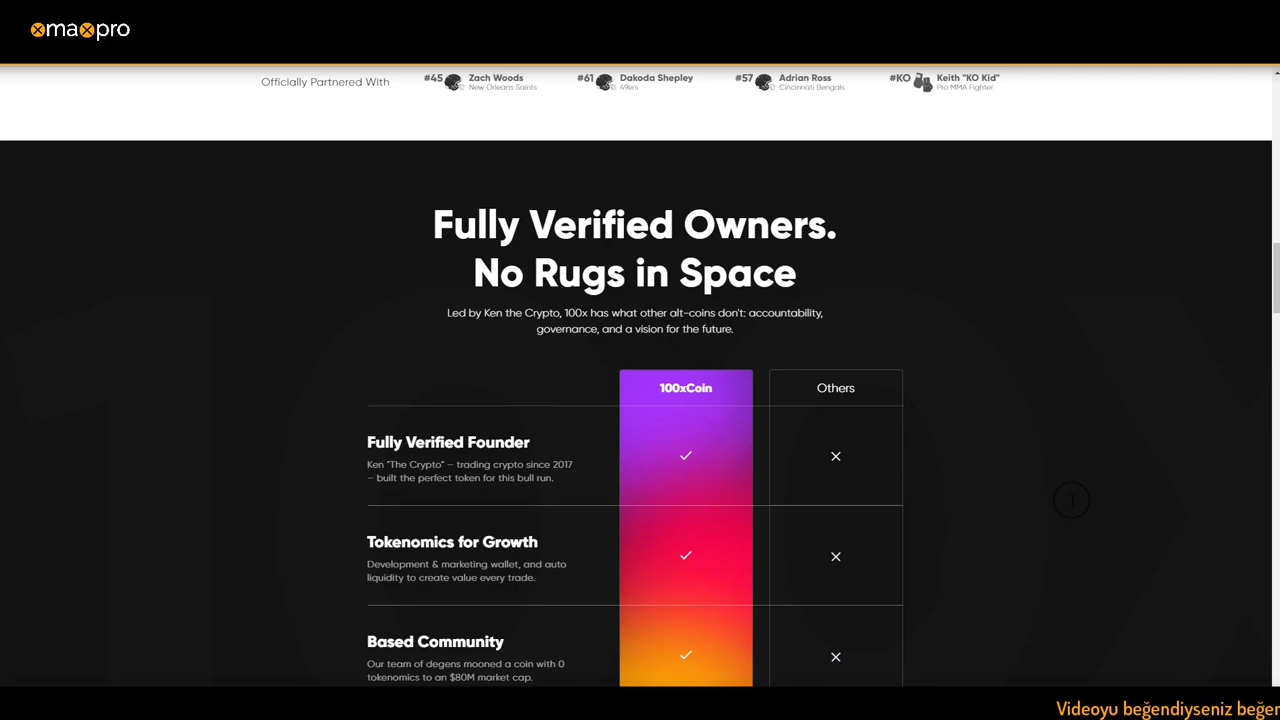 omaxpro
Officially Partnered With
#45 Zach Woods
New Orleans Saints
#61 Dakoda Shepley
49ers
#57 Adrian Ross
Cincinnati Bengals
#KO Keith "KO Kid"
Pro MMA Fighter
Fully Verified Owners.
No Rugs in Space
Led by Ken the Crypto, 100x has what other alt-coins don't: accountability,
governance, and a vision for the future.
100xCoin
Others
Fully Verified Founder
Ken "The Crypto" – trading crypto since 2017
– built the perfect token for this bull run.
Tokenomics for Growth
Development & marketing wallet, and auto
liquidity to create value every trade.
Based Community
Our team of degens mooned a coin with 0
tokenomics to an $80M market cap.
Videoyu beğendiyseniz beğer